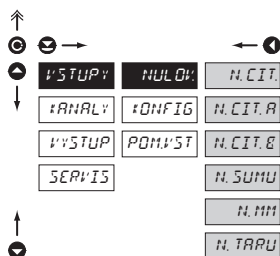 VSTUPY NULOV. N. CIT.
KANALY KONFIG N. CIT. A
VYSTUP POM.VST N. CIT. B
SERVIS N. SUMU
N. MM
N. TARU